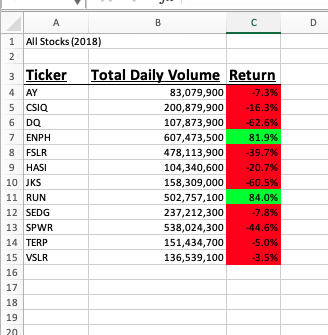 A B C D
1 All Stocks (2018)
2
3 Ticker Total Daily Volume Return
4 AY 83,079,900 -7.3%
5 CSIQ 200,879,900 -16.3%
6 DQ 107,873,900 -62.6%
7 ENPH 607,473,500 81.9%
8 FSLR 478,113,900 -39.7%
9 HASI 104,340,600 -20.7%
10 JKS 158,309,000 -60.5%
11 RUN 502,757,100 84.0%
12 SEDG 237,212,300 -7.8%
13 SPWR 538,024,300 -44.6%
14 TERP 151,434,700 -5.0%
15 VSLR 136,539,100 -3.5%
16
17
18
19
20